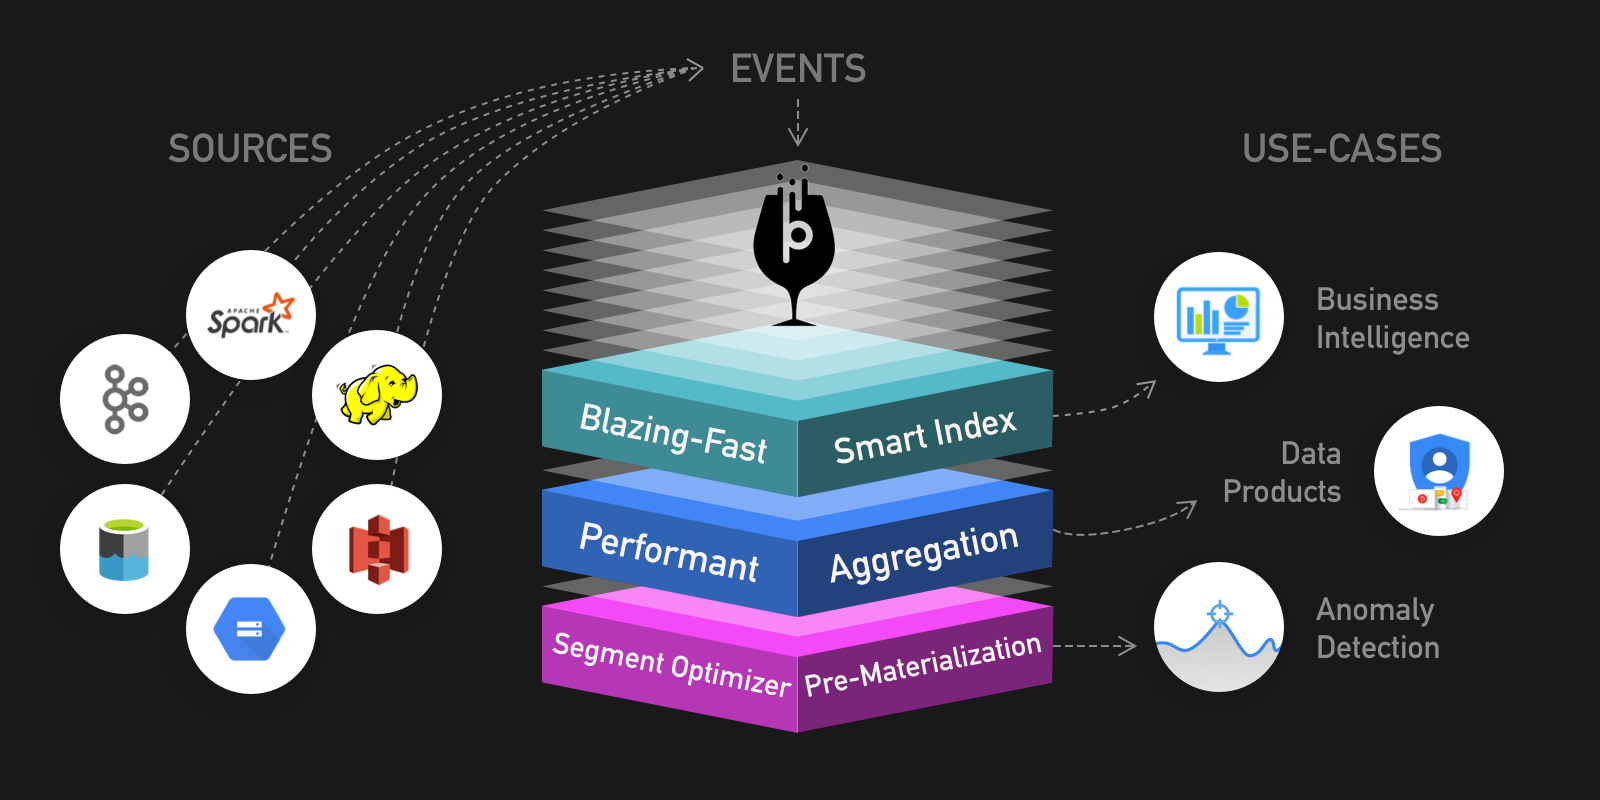 EVENTS
SOURCES
USE-CASES
APACHE
Spark
Business
Intelligence
Blazing-Fast
Smart Index
Data
Products
Performant
Aggregation
Anomaly
Detection
Segment Optimizer
Pre-Materialization